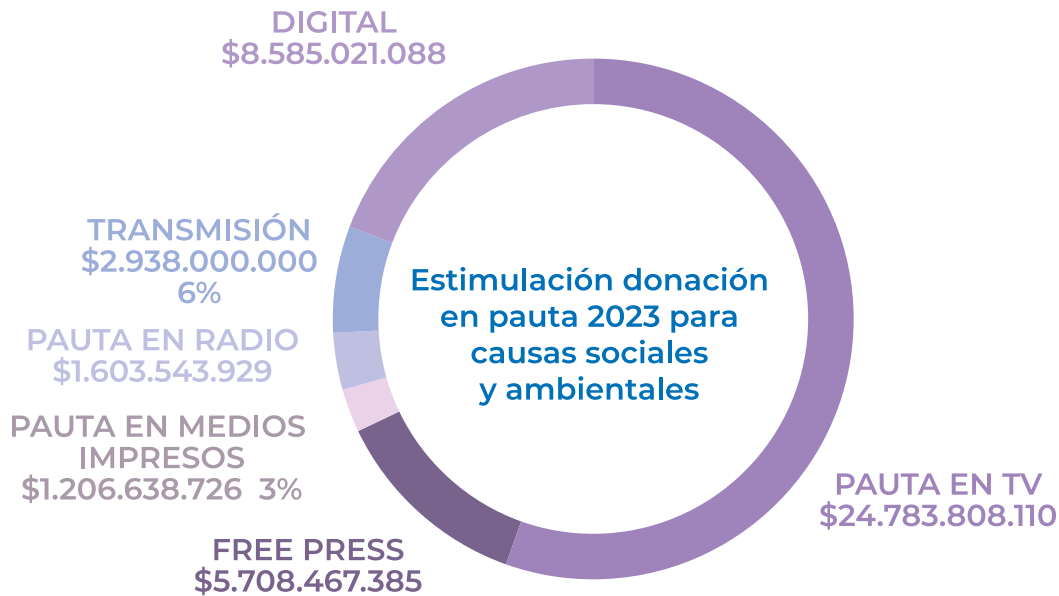 DIGITAL
$8.585.021.088
TRANSMISIÓN
$2.938.000.000
6%
PAUTA EN RADIO
$1.603.543.929
PAUTA EN MEDIOS
IMPRESOS
$1.206.638.726 3%
FREE PRESS
$5.708.467.385
Estimulación donación
en pauta 2023 para
causas sociales
y ambientales
PAUTA EN TV
$24.783.808.110